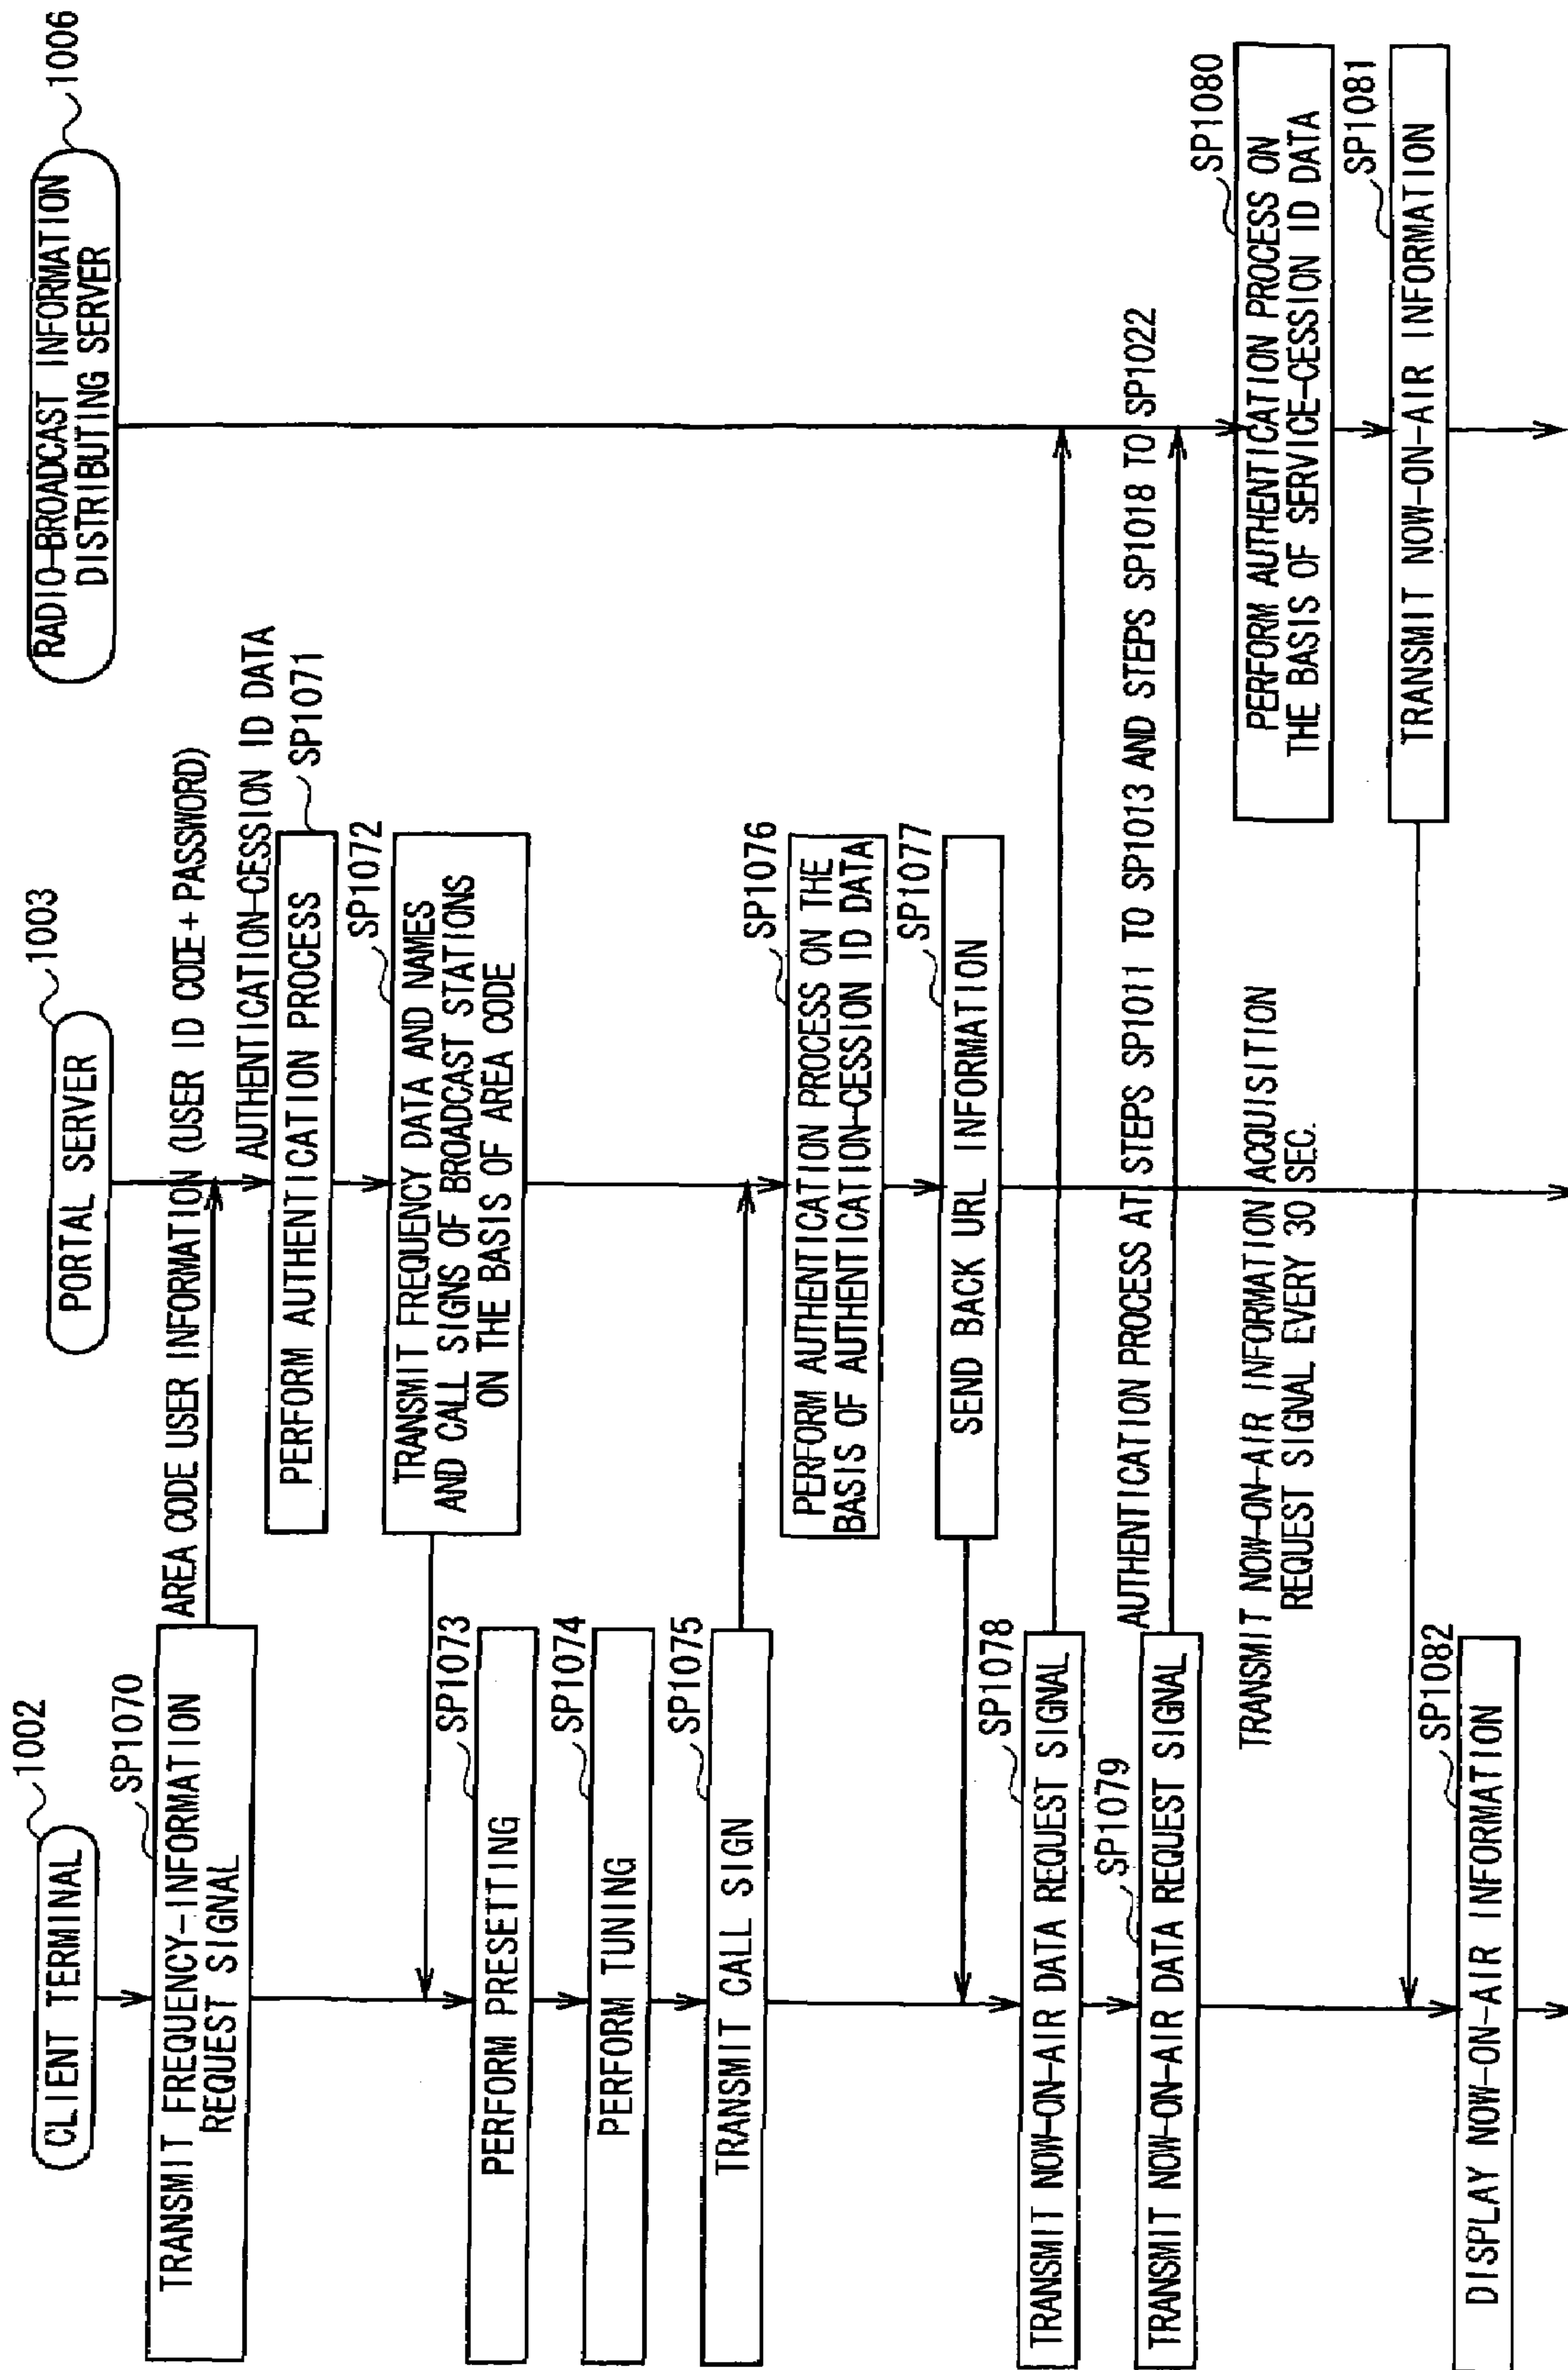 CLIENT TERMINAL
1002
PORTAL SERVER
1003
RADIO-BROADCAST INFORMATION
DISTRIBUTING SERVER
1006
SP1070
TRANSMIT FREQUENCY-INFORMATION
REQUEST SIGNAL
AREA CODE USER INFORMATION (USER ID CODE+PASSWORD)
AUTHENTICATION-CESSION ID DATA
PERFORM AUTHENTICATION PROCESS
SP1071
SP1072
TRANSMIT FREQUENCY DATA AND NAMES
AND CALL SIGNS OF BROADCAST STATIONS
ON THE BASIS OF AREA CODE
SP1073
PERFORM PRESETTING
SP1074
PERFORM TUNING
SP1075
TRANSMIT CALL SIGN
SP1076
PERFORM AUTHENTICATION PROCESS ON THE
BASIS OF AUTHENTICATION-CESSION ID DATA
SP1077
SEND BACK URL INFORMATION
SP1078
TRANSMIT NOW-ON-AIR DATA REQUEST SIGNAL
AUTHENTICATION PROCESS AT STEPS SP1011 TO SP1013 AND STEPS SP1018 TO SP1022
SP1079
TRANSMIT NOW-ON-AIR DATA REQUEST SIGNAL
SP1080
PERFORM AUTHENTICATION PROCESS ON
THE BASIS OF SERVICE-CESSION ID DATA
TRANSMIT NOW-ON-AIR INFORMATION ACQUISITION
REQUEST SIGNAL EVERY 30 SEC.
SP1081
TRANSMIT NOW-ON-AIR INFORMATION
SP1082
DISPLAY NOW-ON-AIR INFORMATION